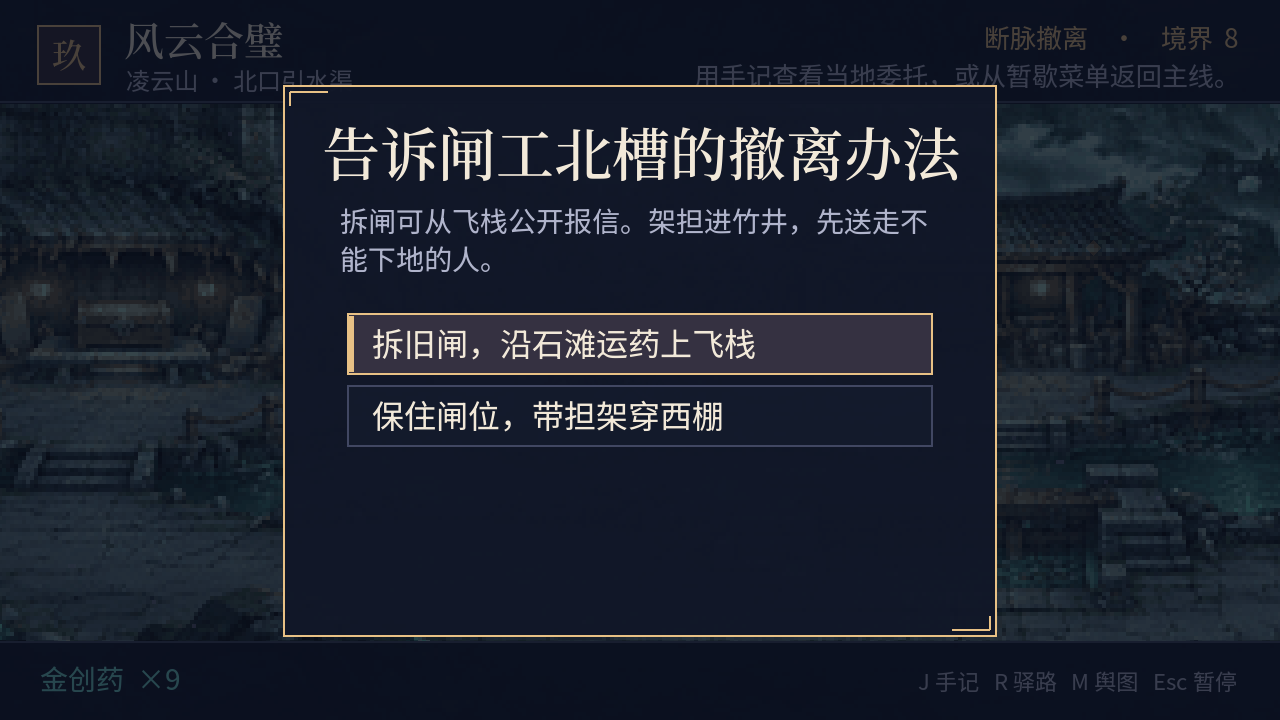 玖
风云合璧
凌云山 · 北口引水渠
断脉撤离 · 境界 8
用手记查看当地委托，或从暂歇菜单返回主线。
告诉闸工北槽的撤离办法
拆闸可从飞栈公开报信。架担进竹井，先送走不
能下地的人。
拆旧闸，沿石滩运药上飞栈
保住闸位，带担架穿西棚
金创药 ×9
J 手记 R 驿路 M 舆图 Esc 暂停